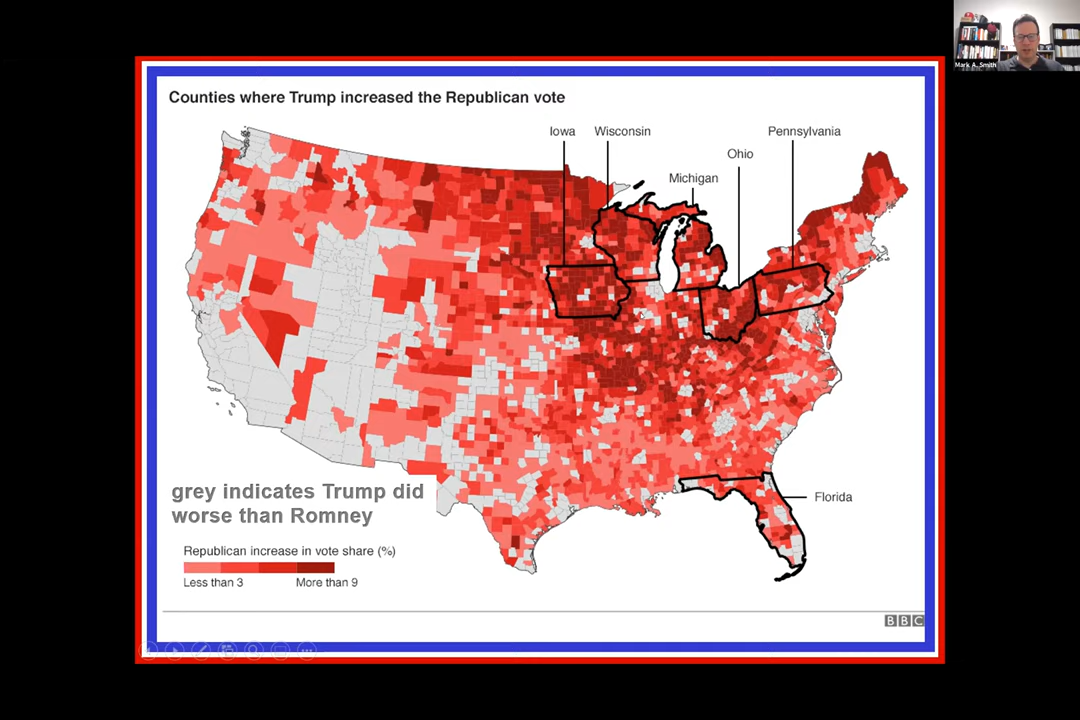 Mark A. Smith
Counties where Trump increased the Republican vote
Iowa
Wisconsin
Pennsylvania
Ohio
Michigan
Florida
grey indicates Trump did
worse than Romney
Republican increase in vote share (%)
Less than 3
More than 9
BBC